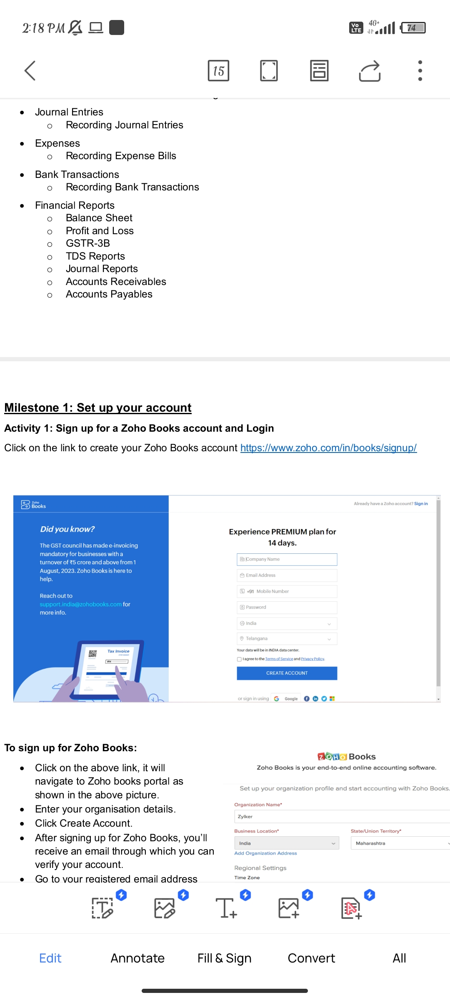 2:18 PM
Vo LTE 4G+ 74
15
Journal Entries
Recording Journal Entries
Expenses
Recording Expense Bills
Bank Transactions
Recording Bank Transactions
Financial Reports
Balance Sheet
Profit and Loss
GSTR-3B
TDS Reports
Journal Reports
Accounts Receivables
Accounts Payables
Milestone 1: Set up your account
Activity 1: Sign up for a Zoho Books account and Login
Click on the link to create your Zoho Books account https://www.zoho.com/in/books/signup/
Zoho
Books
Already have a Zoho account? Sign in
Did you know?
The GST council has made e-invoicing
mandatory for businesses with a
turnover of ₹5 crore and above from 1
August, 2023. Zoho Books is here to
help.
Reach out to
support.india@zohobooks.com for
more info.
Tax Invoice
IRN
Experience PREMIUM plan for
14 days.
Company Name
Email Address
+91 Mobile Number
Password
India
Telangana
Your data will be in INDIA data center.
I agree to the Terms of Service and Privacy Policy.
CREATE ACCOUNT
or sign in using Google
To sign up for Zoho Books:
Click on the above link, it will
navigate to Zoho books portal as
shown in the above picture.
Enter your organisation details.
Click Create Account.
After signing up for Zoho Books, you’ll
receive an email through which you can
verify your account.
Go to your registered email address
ZOHO Books
Zoho Books is your end-to-end online accounting software.
Set up your organization profile and start accounting with Zoho Books.
Organization Name*
Zylker
Business Location*
State/Union Territory*
India
Maharashtra
Add Organization Address
Regional Settings
Time Zone
Edit
Annotate
Fill & Sign
Convert
All